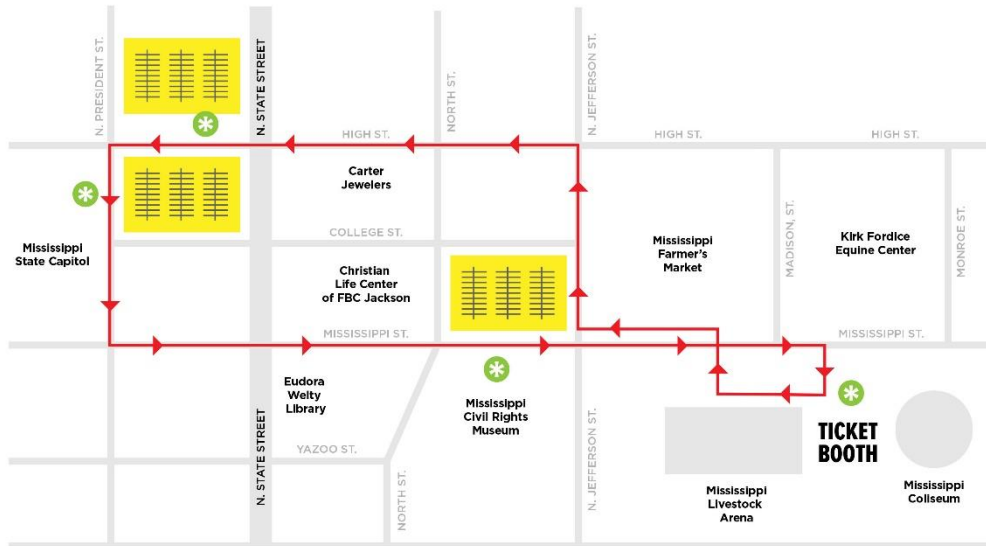 N. PRESIDENT ST.
N. STATE STREET
NORTH ST.
N. JEFFERSON ST.
HIGH ST.
HIGH ST.
HIGH ST.
Carter
Jewelers
COLLEGE ST.
Mississippi
State Capitol
Christian
Life Center
of FBC Jackson
Mississippi
Farmer's
Market
MADISON, ST.
Kirk Fordice
Equine Center
MONROE ST.
MISSISSIPPI ST.
MISSISSIPPI ST.
Eudora
Welty
Library
Mississippi
Civil Rights
Museum
TICKET
BOOTH
YAZOO ST.
N. STATE STREET
NORTH ST.
N. JEFFERSON ST.
Mississippi
Livestock
Arena
Mississippi
Coliseum